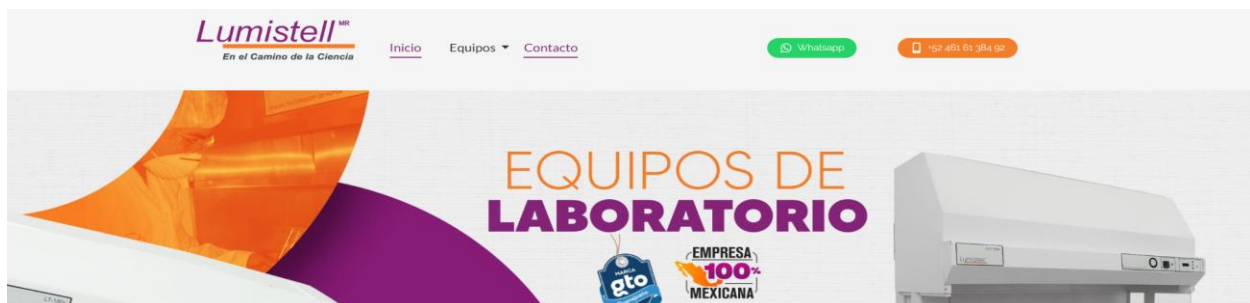 Lumistell MR
En el Camino de la Ciencia
Inicio
Equipos
Contacto
Whatsapp
+52 461 61 384 92
EQUIPOS DE
LABORATORIO
MARCA
gto
EMPRESA
100%
MEXICANA